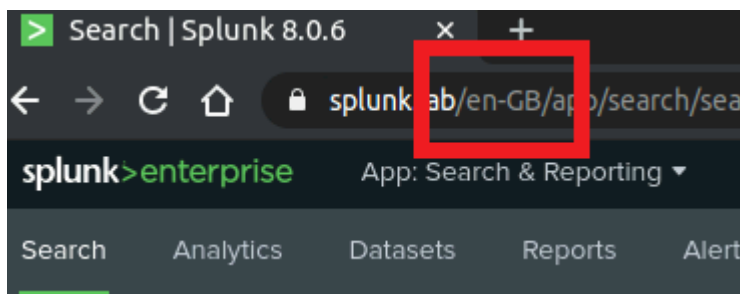 Search | Splunk 8.0.6 × +
splunk ab/en-GB/app/search/sea
splunk>enterprise App: Search & Reporting
Search Analytics Datasets Reports Alert